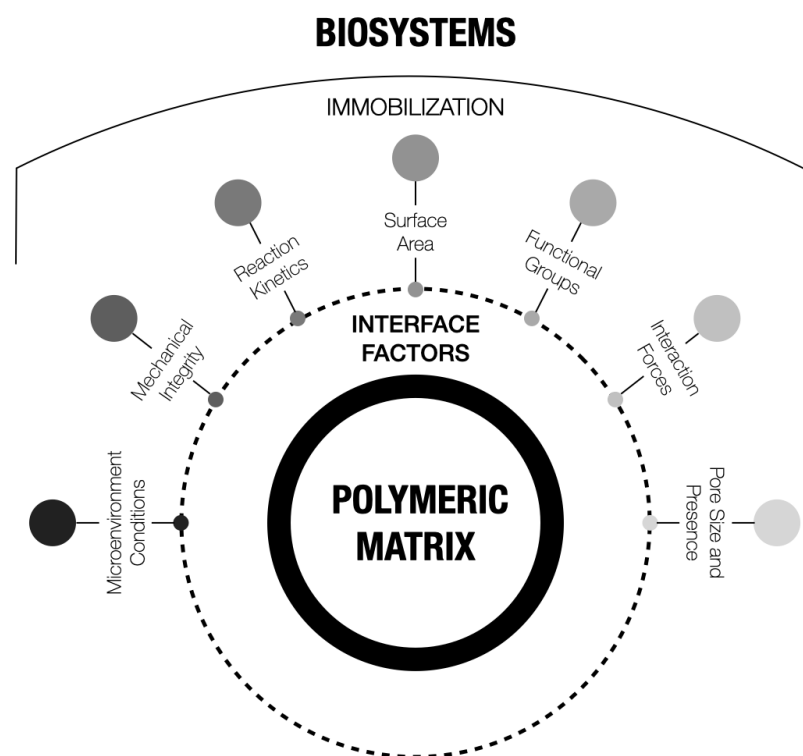 BIOSYSTEMS
IMMOBILIZATION
Surface
Area
Reaction
Kinetics
Functional
Groups
Mechanical
Integrity
Interaction
Forces
INTERFACE
FACTORS
Microenvironment
Conditions
POLYMERIC
MATRIX
Pore Size and
Presence